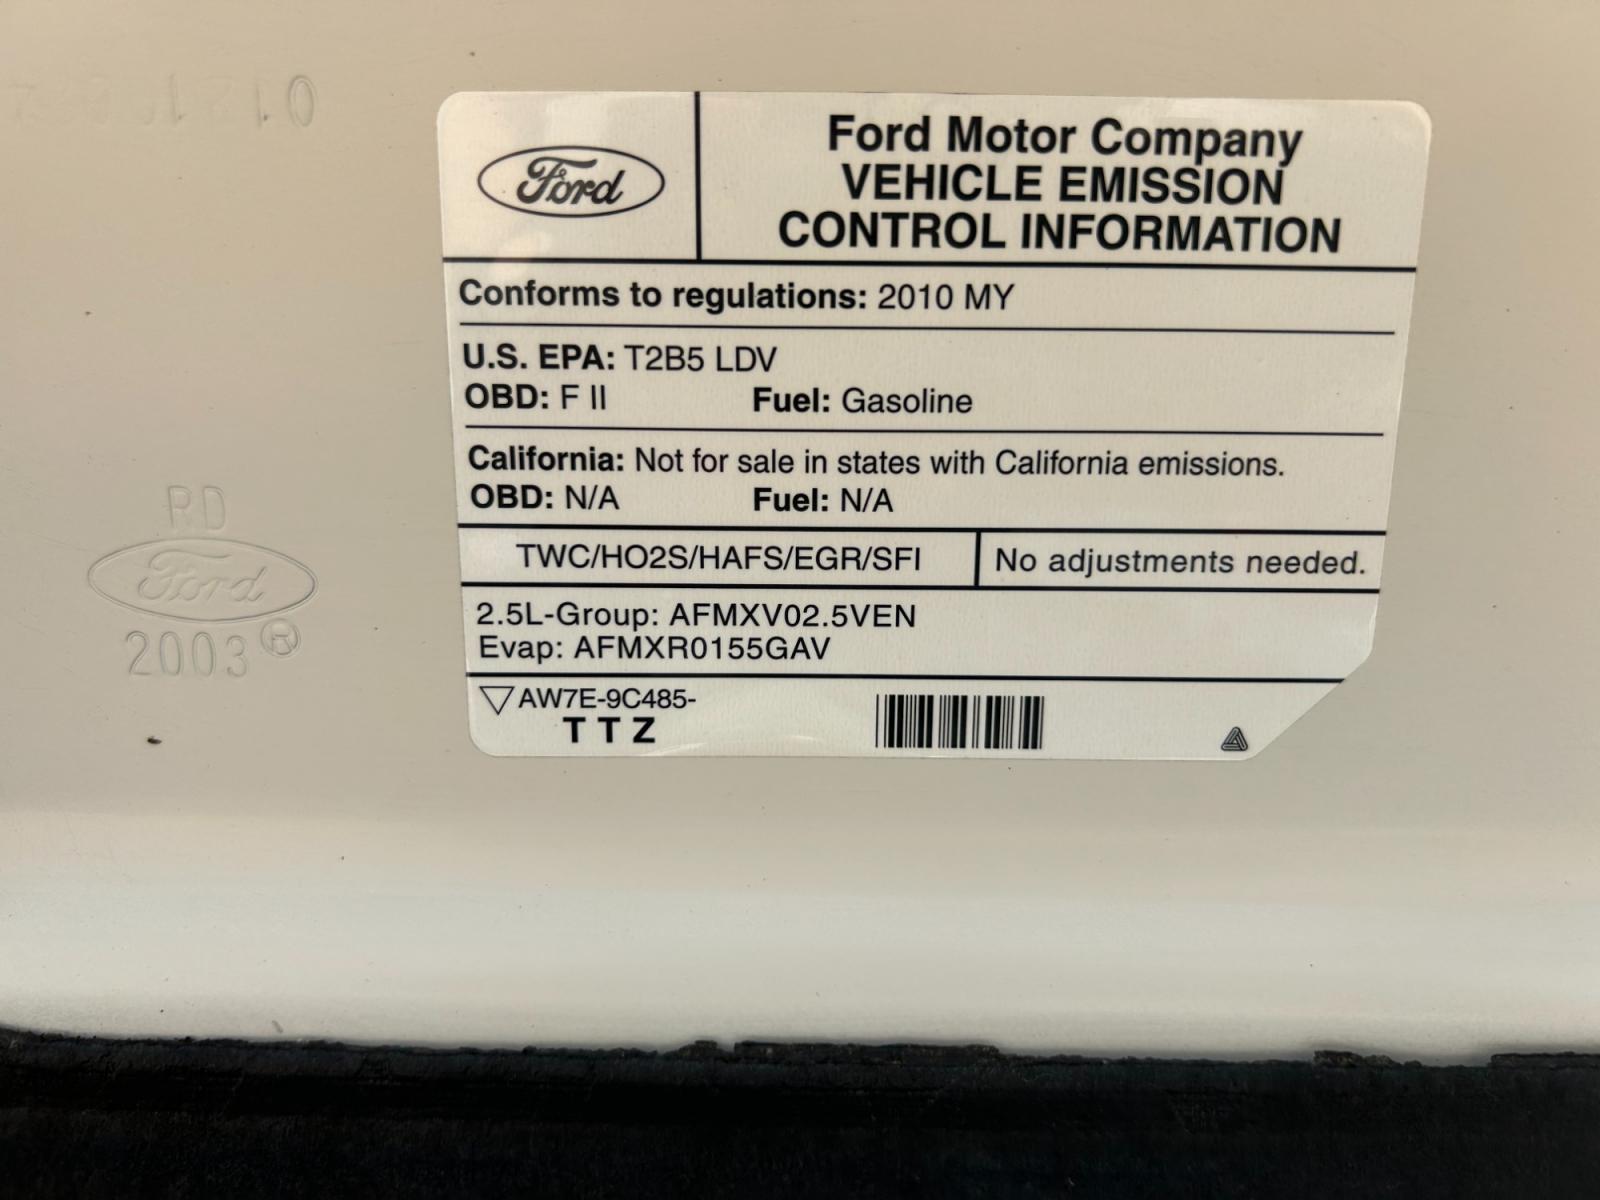 Ford
Ford Motor Company
VEHICLE EMISSION
CONTROL INFORMATION
Conforms to regulations: 2010 MY
U.S. EPA: T2B5 LDV
OBD: F II Fuel: Gasoline
California: Not for sale in states with California emissions.
OBD: N/A Fuel: N/A
TWC/HO2S/HAFS/EGR/SFI No adjustments needed.
2.5L-Group: AFMXV02.5VEN
Evap: AFMXR0155GAV
AW7E-9C485-
TTZ
RD
Ford
2003®